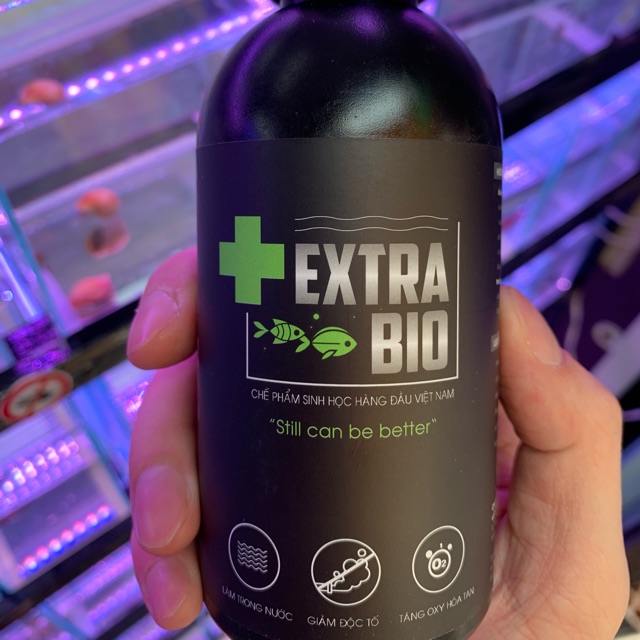 EXTRA
BIO
CHẾ PHẨM SINH HỌC HÀNG ĐẦU VIỆT NAM
"Still can be better"
LÀM TRONG NƯỚC
GIẢM ĐỘC TỐ
O2
TĂNG OXY HÒA TAN